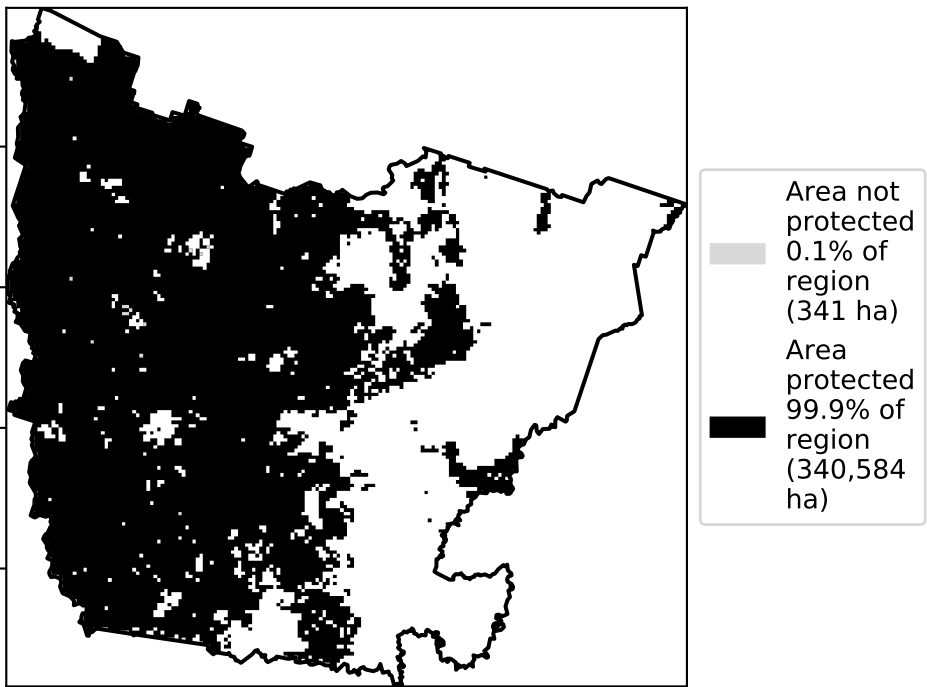 Area not
protected
0.1% of
region
(341 ha)
Area
protected
99.9% of
region
(340,584
ha)